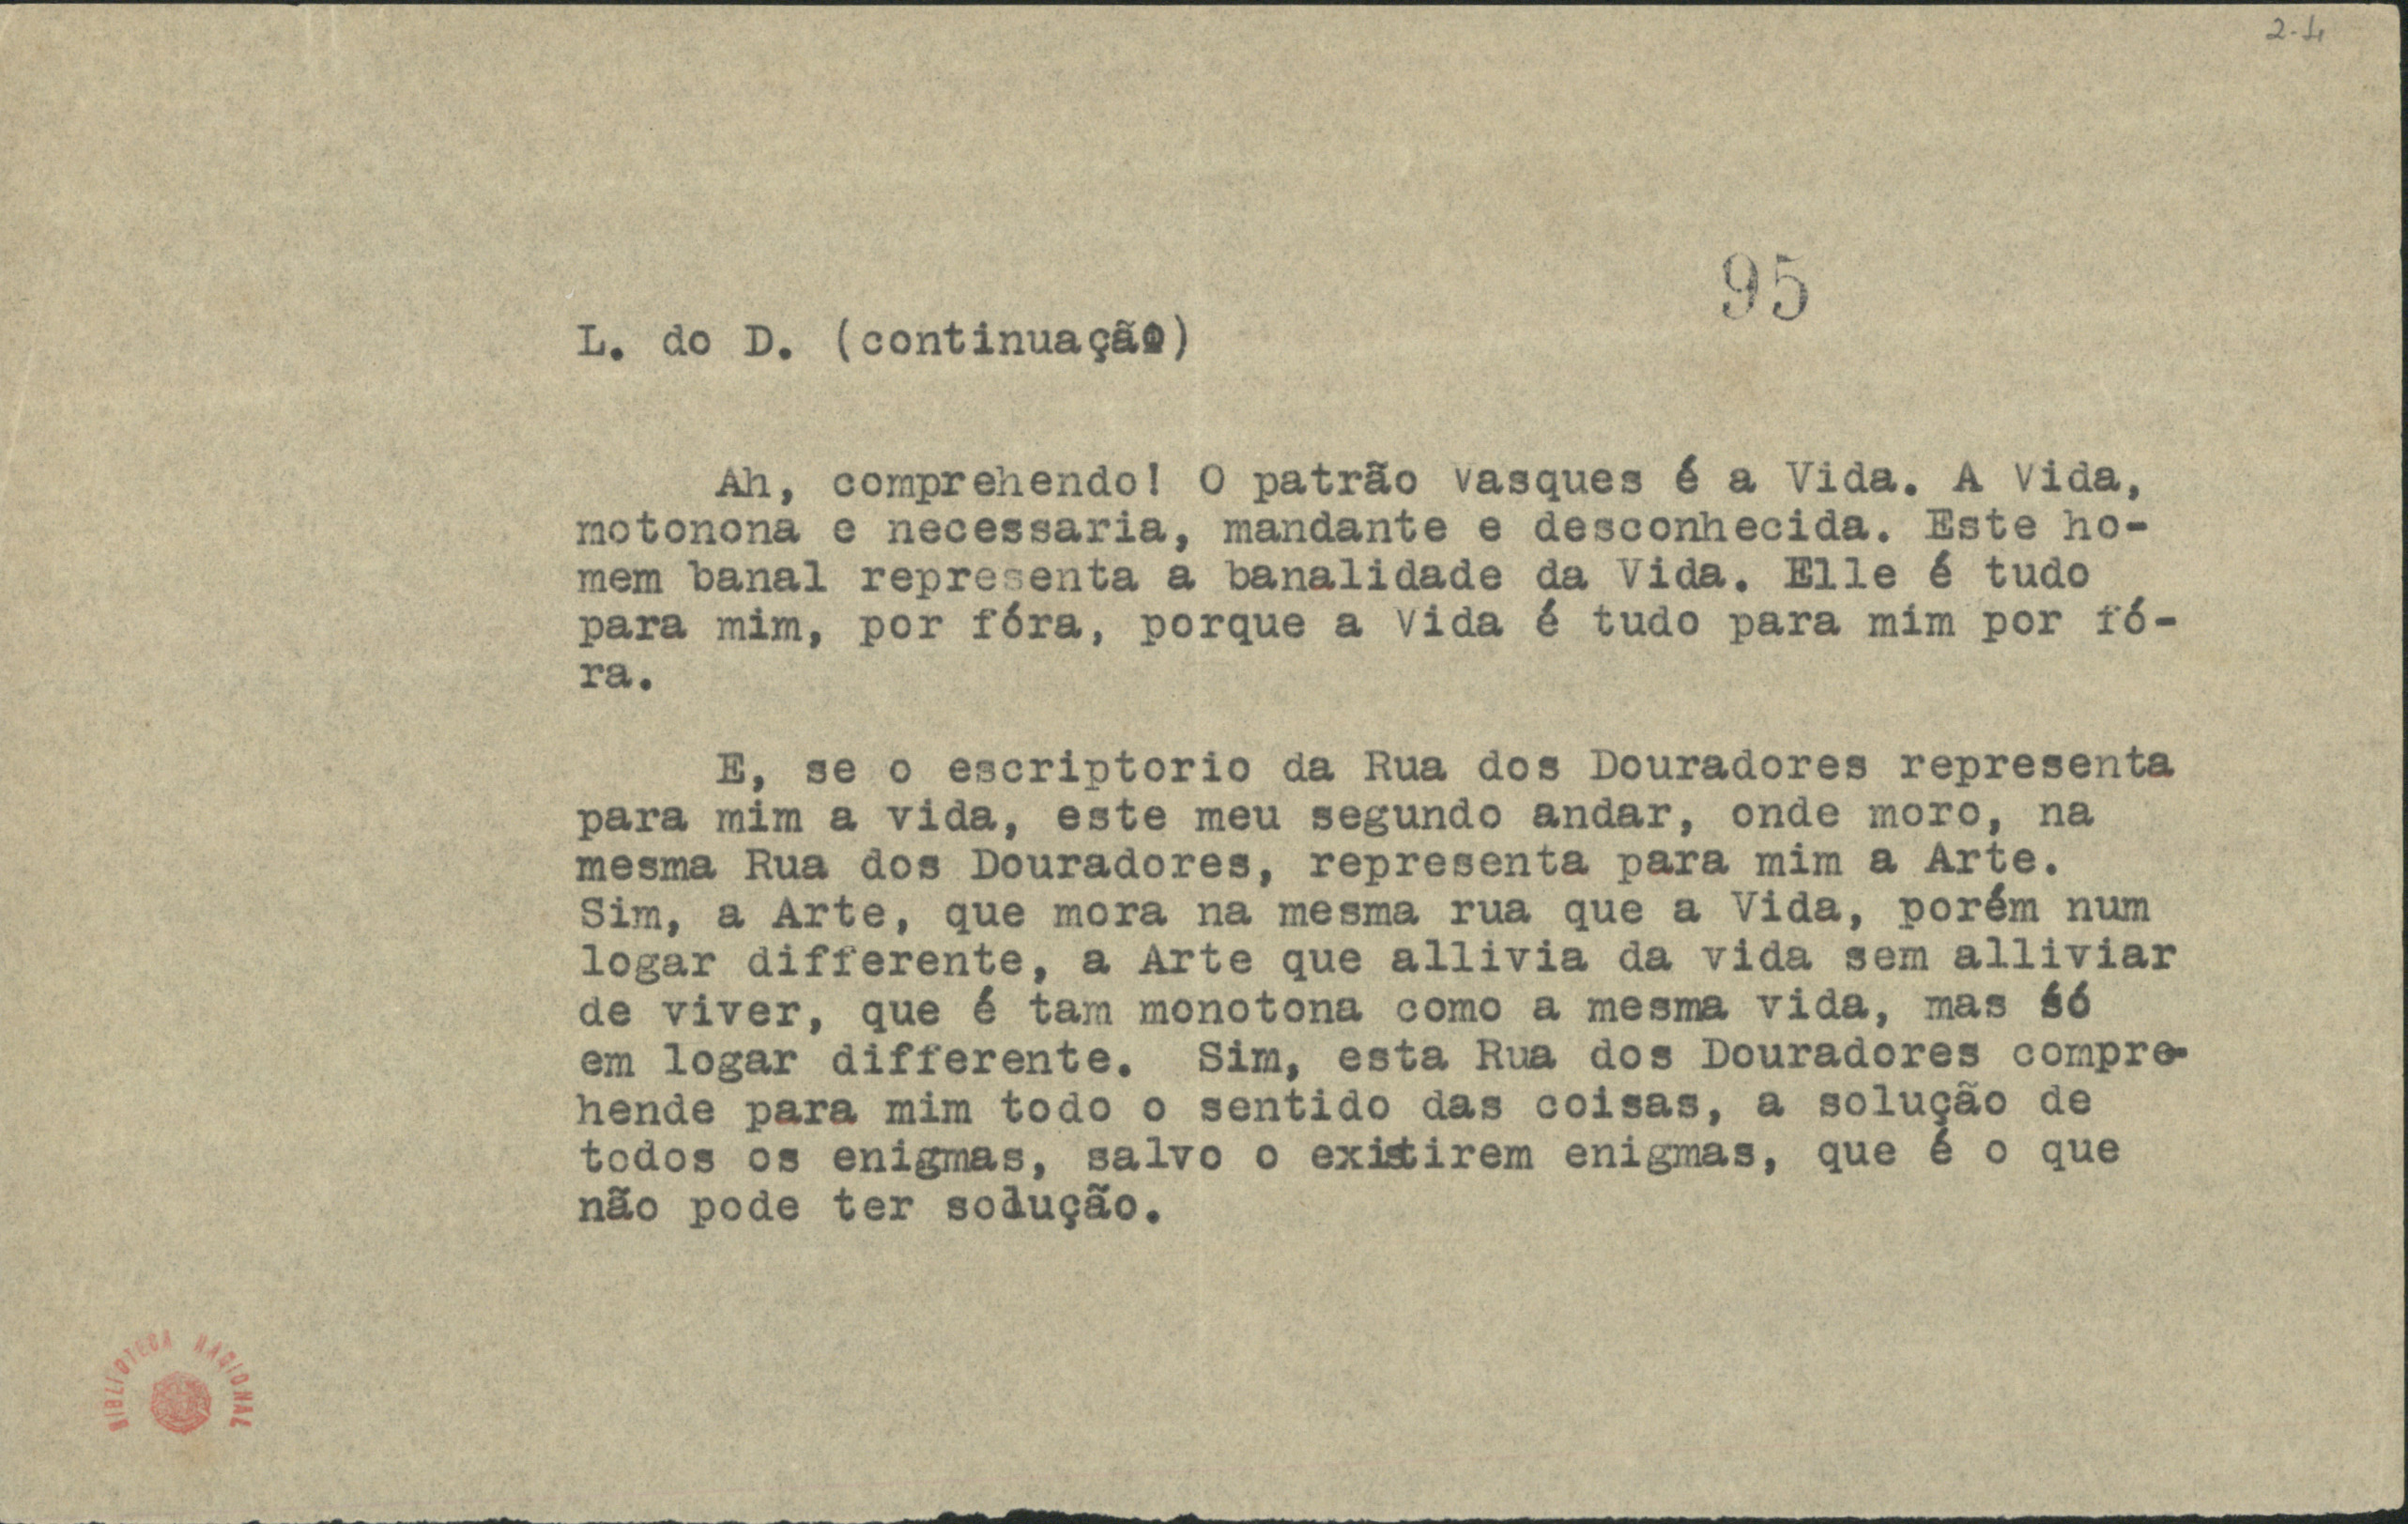 2-4
95
L. do D. (continuação)
Ah, comprehendo! O patrão Vasques é a Vida. A Vida,
motonona e necessaria, mandante e desconhecida. Este ho-
mem banal representa a banalidade da Vida. Elle é tudo
para mim, por fóra, porque a Vida é tudo para mim por fó-
ra.
E, se o escriptorio da Rua dos Douradores representa
para mim a vida, este meu segundo andar, onde moro, na
mesma Rua dos Douradores, representa para mim a Arte.
Sim, a Arte, que mora na mesma rua que a Vida, porém num
logar differente, a Arte que allivia da vida sem alliviar
de viver, que é tam monotona como a mesma vida, mas só
em logar differente. Sim, esta Rua dos Douradores compre-
hende para mim todo o sentido das coisas, a solução de
todos os enigmas, salvo o existirem enigmas, que é o que
não pode ter solução.
BIBLIOTECA NACIONAL